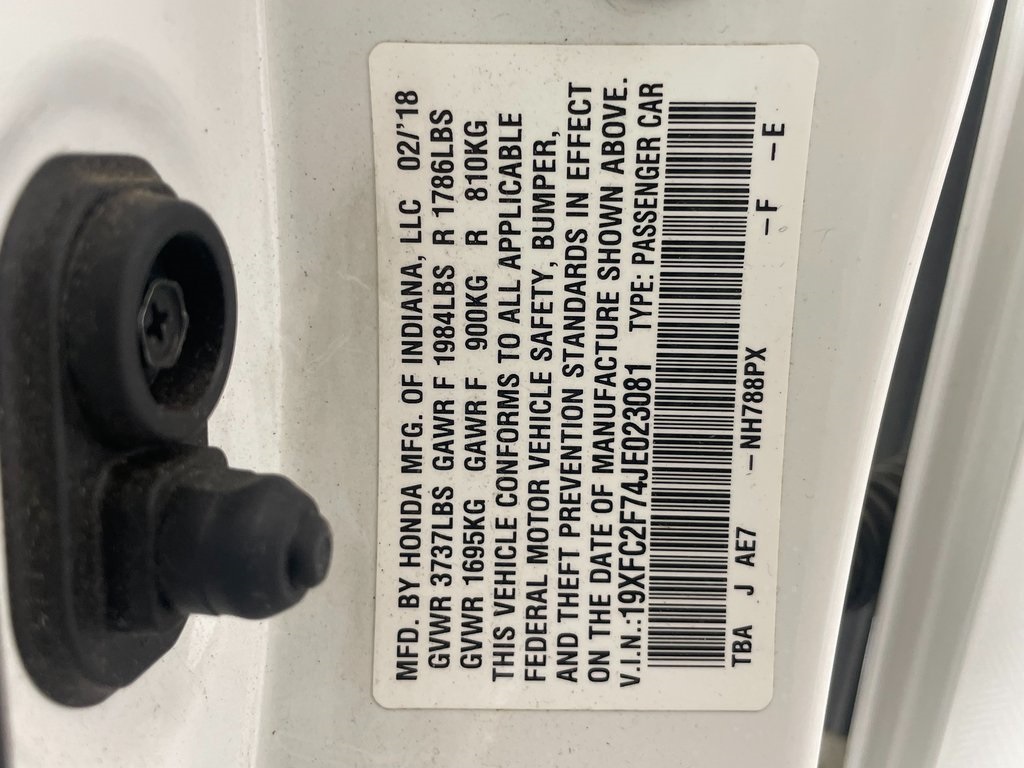 MFD. BY HONDA MFG. OF INDIANA, LLC 02/'18
GVWR 3737LBS GAWR F 1984LBS R 1786LBS
GVWR 1695KG GAWR F 900KG R 810KG
THIS VEHICLE CONFORMS TO ALL APPLICABLE
FEDERAL MOTOR VEHICLE SAFETY, BUMPER,
AND THEFT PREVENTION STANDARDS IN EFFECT
ON THE DATE OF MANUFACTURE SHOWN ABOVE.
V.I.N.:19XFC2F74JE023081 TYPE: PASSENGER CAR
TBA J AE7 –NH788PX –F –E